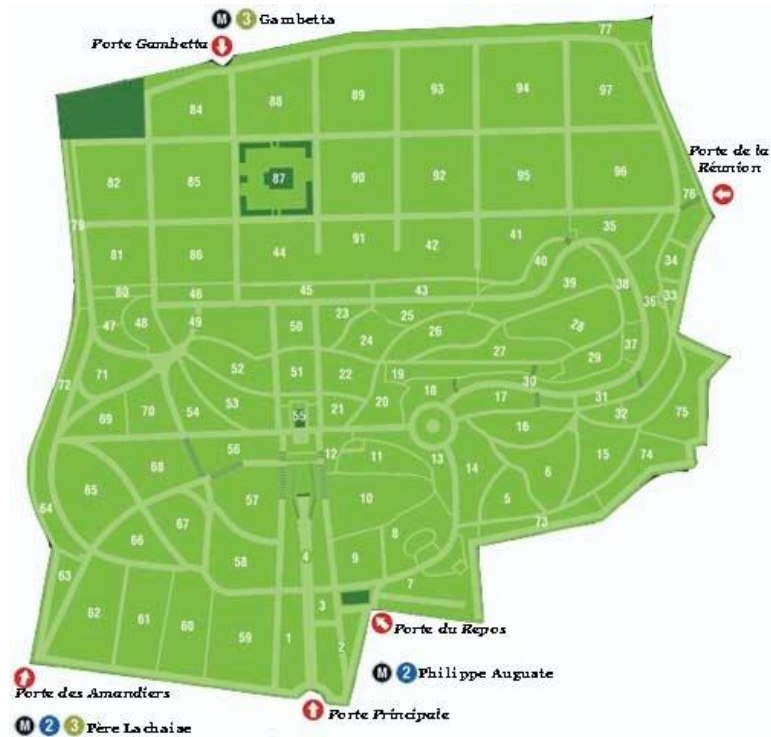 M 3 Gambetta
Porte Gambetta
77
84 88 89 93 94 97
Porte de la
Réunion
82 85 87 90 92 95 96
76
79
81 86 44 91 42 41 35
34
80 46 45 43 40 39 38 36 33
47 48 49 50 23 25 26 28
24 37
72 71 52 51 22 19 27 29
18 30 17 31
69 70 54 53 55 21 20 32 75
16
56 12 11 13
68 14 15 74
65 57 10 6
67 5
64 66 8 73
58 4 9
63 7
62 61 60 59 1 3 2
Porte du Repos
M 2 Philippe Auguste
Porte des Amandiers
Porte Principale
M 2 3 Père Lachaise